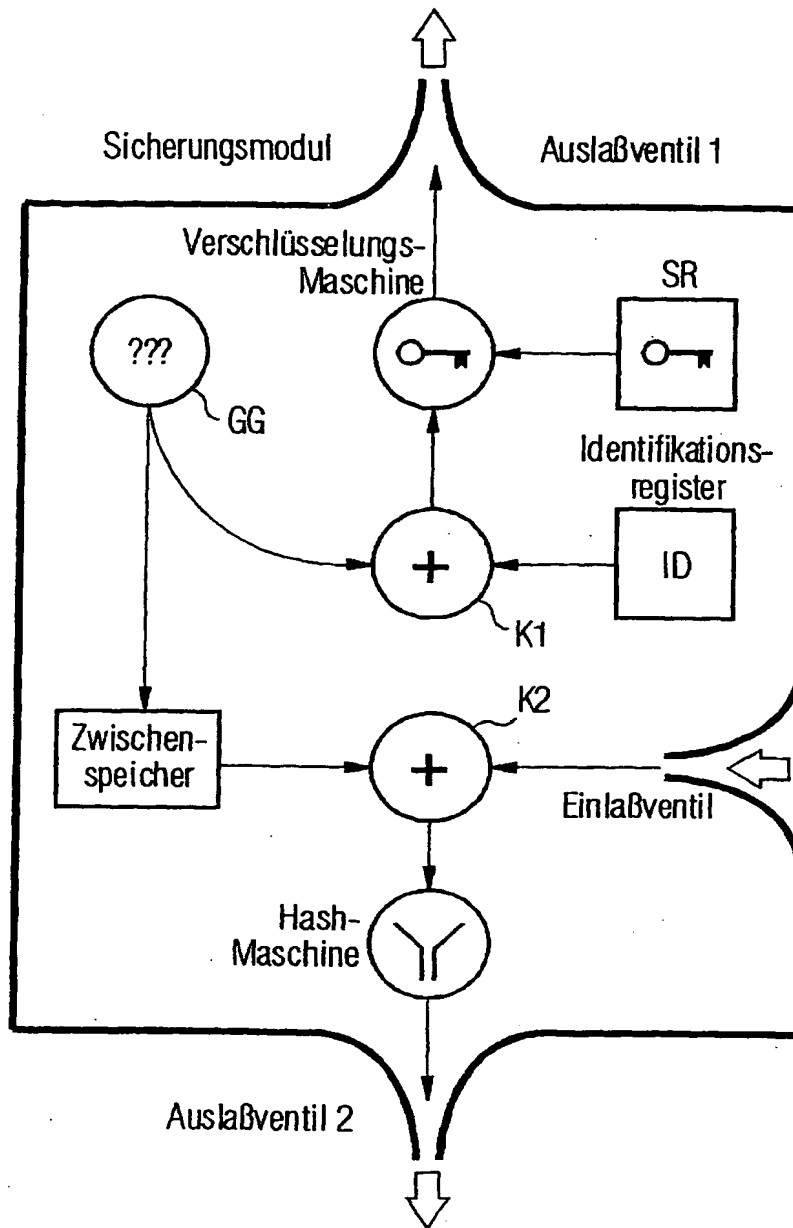 Sicherungsmodul
Auslaßventil 1
Verschlüsselungs-
Maschine
SR
???
GG
Identifikations-
register
+
ID
K1
K2
Zwischen-
speicher
+
Einlaßventil
Hash-
Maschine
Auslaßventil 2